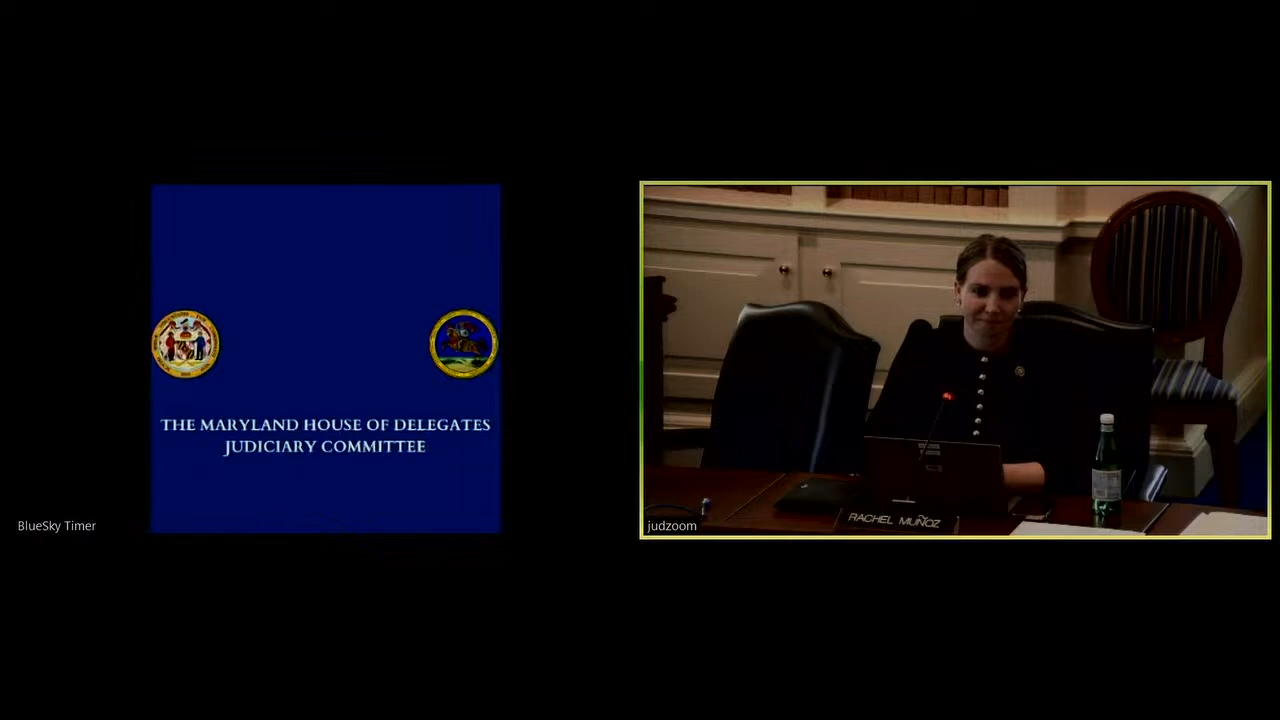 THE MARYLAND HOUSE OF DELEGATES
JUDICIARY COMMITTEE
BlueSky Timer
RACHEL MUÑOZ
judzoom